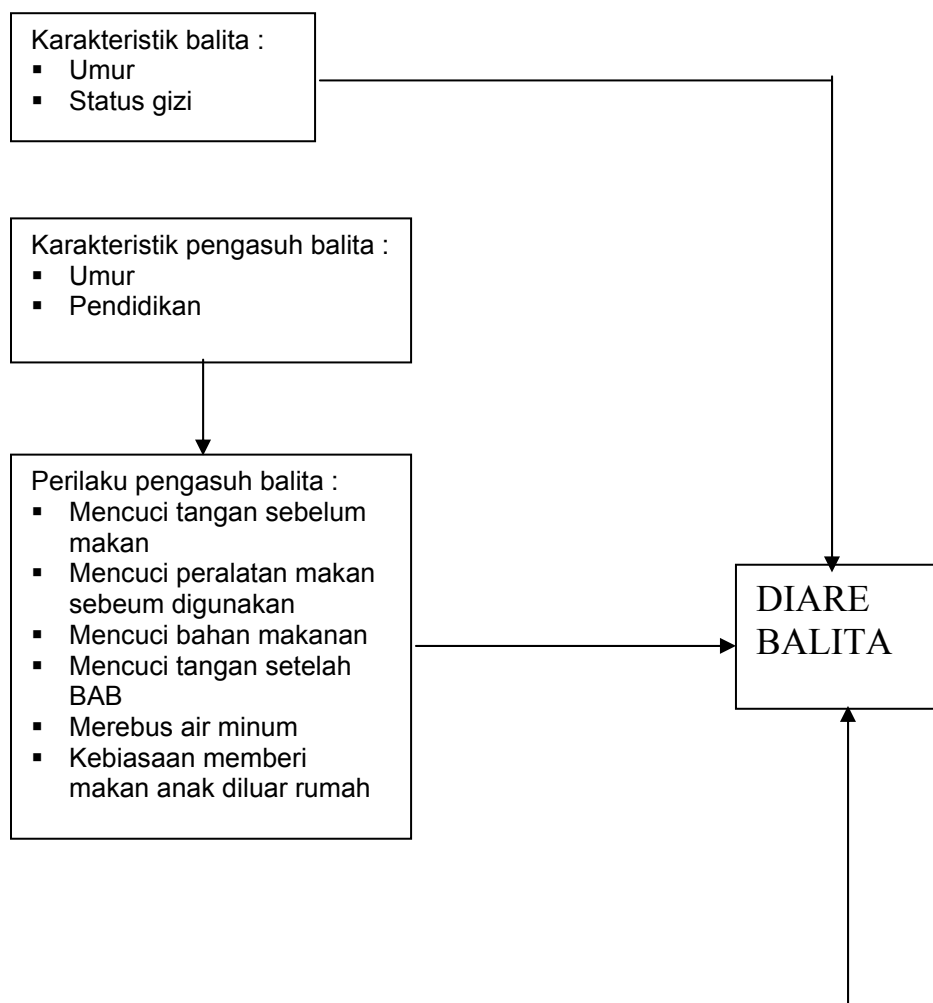 Karakteristik balita :
▪ Umur
▪ Status gizi
Karakteristik pengasuh balita :
▪ Umur
▪ Pendidikan
Perilaku pengasuh balita :
▪ Mencuci tangan sebelum
makan
▪ Mencuci peralatan makan
sebeum digunakan
▪ Mencuci bahan makanan
▪ Mencuci tangan setelah
BAB
▪ Merebus air minum
▪ Kebiasaan memberi
makan anak diluar rumah
DIARE
BALITA